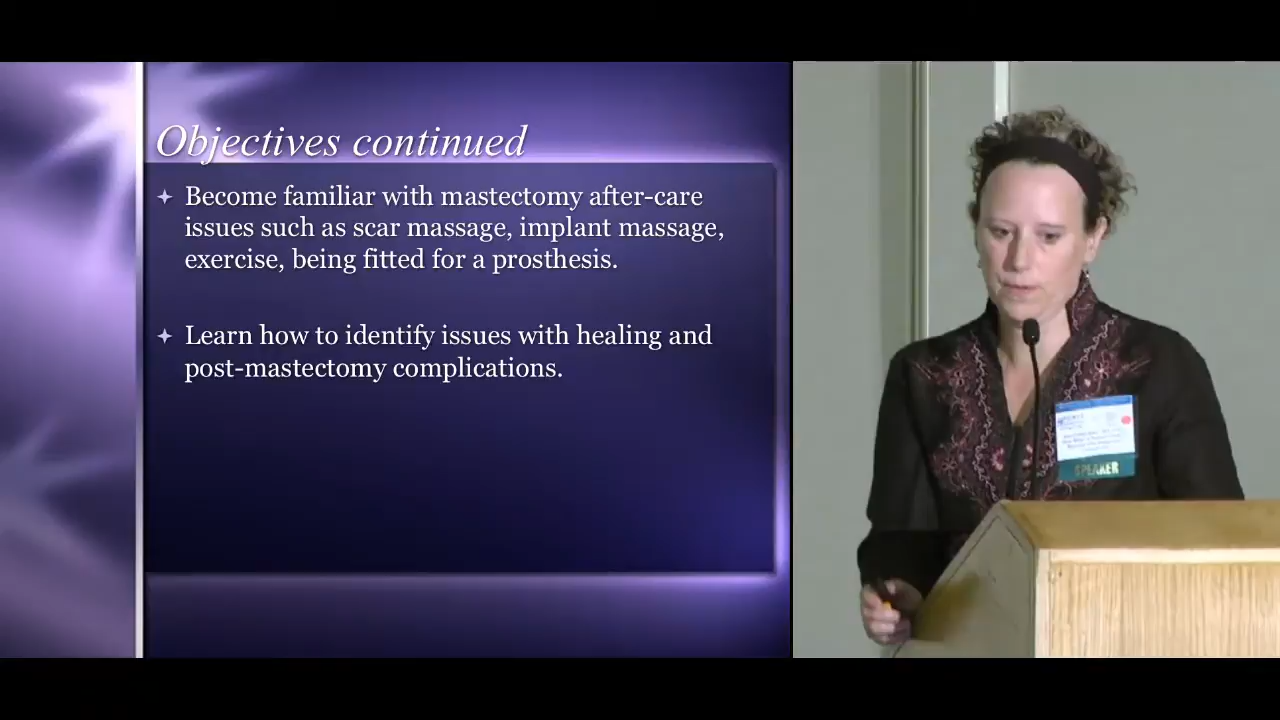 Objectives continued
Become familiar with mastectomy after-care
issues such as scar massage, implant massage,
exercise, being fitted for a prosthesis.
Learn how to identify issues with healing and
post-mastectomy complications.
SPEAKER